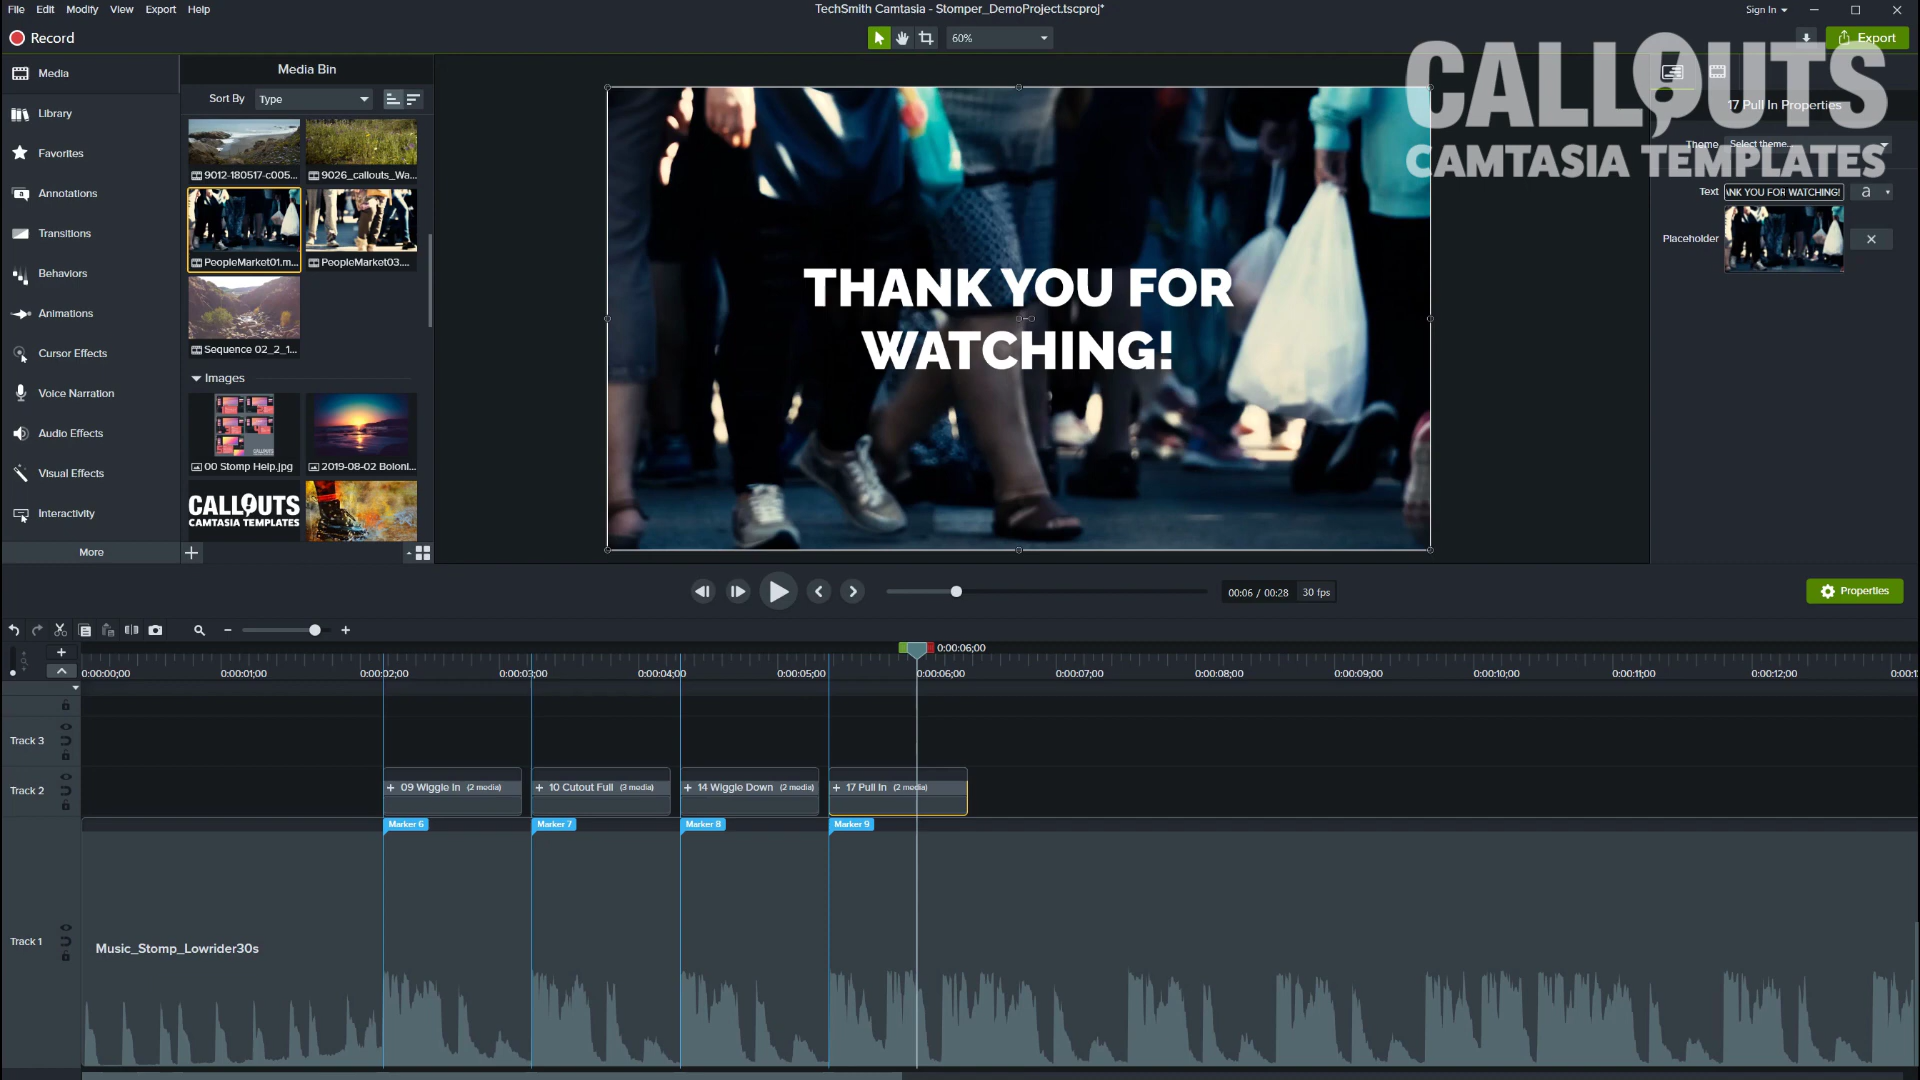 File Edit Modify View Export Help
TechSmith Camtasia - Stomper_DemoProject.tscproj*
Sign In
Record
60%
Export
CALLOUTS
CAMTASIA TEMPLATES
Media
Library
Favorites
Annotations
Transitions
Behaviors
Animations
Cursor Effects
Voice Narration
Audio Effects
Visual Effects
Interactivity
More
Media Bin
Sort By Type
9012-180517-c005...
9026_callouts_Wa...
PeopleMarket01.m...
PeopleMarket03....
Sequence 02_2_1...
Images
00 Stomp Help.jpg
2019-08-02 Boloni...
CALLOUTS
CAMTASIA TEMPLATES
THANK YOU FOR
WATCHING!
17 Pull In Properties
Theme Select theme...
Text NK YOU FOR WATCHING! a
Placeholder
00:06 / 00:28 30 fps
Properties
0:00:06;00
0:00:00;00 0:00:01;00 0:00:02;00 0:00:03;00 0:00:04;00 0:00:05;00 0:00:06;00 0:00:07;00 0:00:08;00 0:00:09;00 0:00:10;00 0:00:11;00 0:00:12;00 0:00:1
Track 3
Track 2
+ 09 Wiggle In (2 media)
+ 10 Cutout Full (3 media)
+ 14 Wiggle Down (2 media)
+ 17 Pull In (2 media)
Marker 6 Marker 7 Marker 8 Marker 9
Track 1
Music_Stomp_Lowrider30s